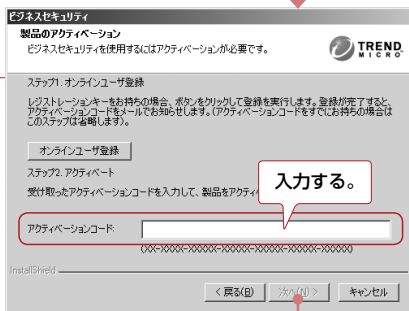 ビジネスセキュリティ
製品のアクティベーション
ビジネスセキュリティを使用するにはアクティベーションが必要です。
TREND
MICRO
ステップ1. オンラインユーザ登録
レジストレーションキーをお持ちの場合、ボタンをクリックして登録を実行します。登録が完了すると、
アクティベーションコードをメールでお知らせします。(アクティベーションコードをすでにお持ちの場合は
このステップは省略します)。
オンラインユーザ登録
ステップ2. アクティベート
受け取ったアクティベーションコードを入力して、製品をアクティ
入力する。
アクティベーションコード:
(XX-XXXX-XXXXX-XXXXX-XXXXX-XXXXX-XXXXX)
InstallShield
< 戻る(B)
次へ(N) >
キャンセル